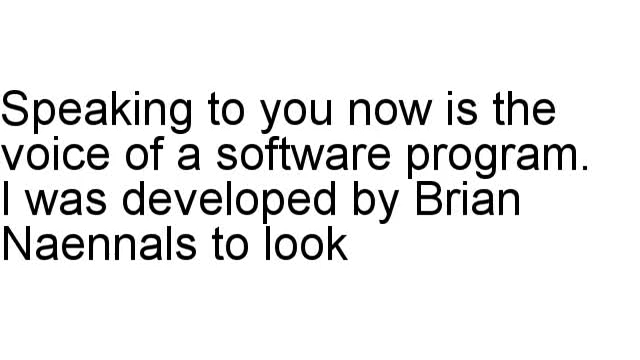 Speaking to you now is the
voice of a software program.
I was developed by Brian
Naennals to look